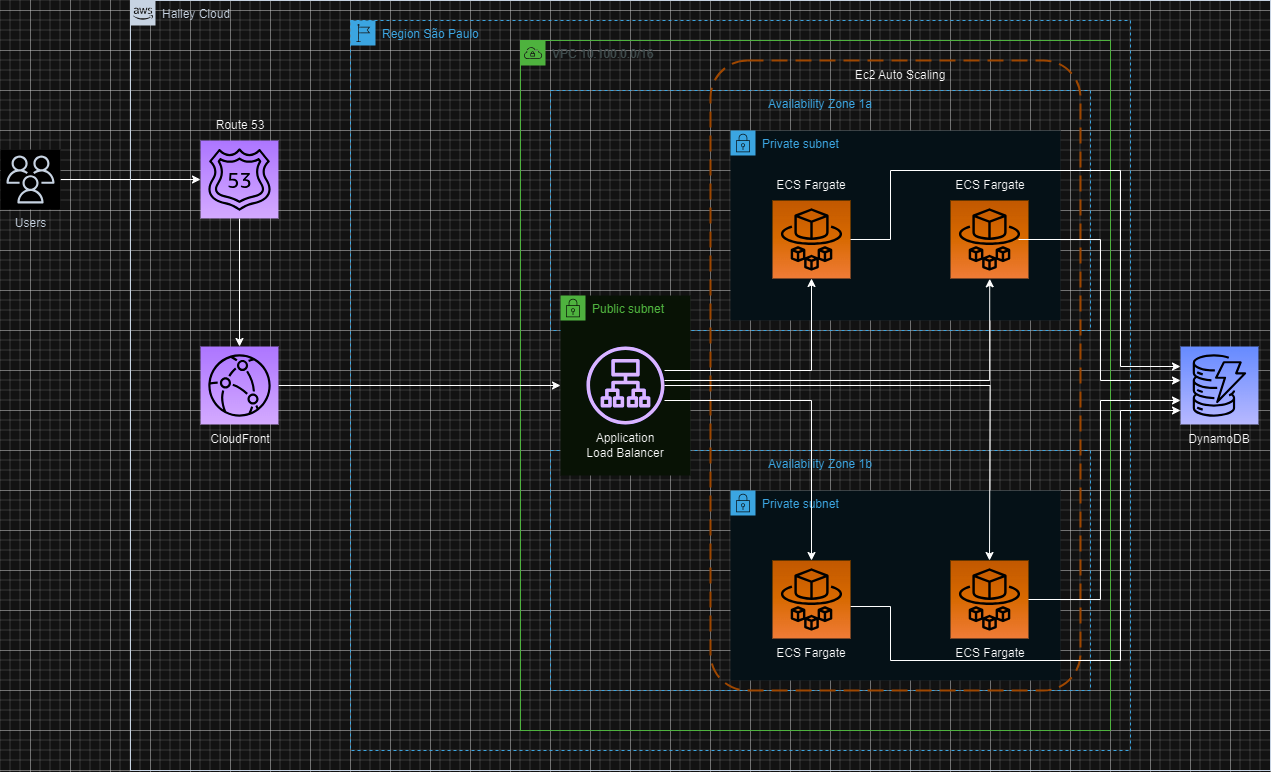 aws
Halley Cloud
Region São Paulo
VPC 10.100.0.0/16
Ec2 Auto Scaling
Availability Zone 1a
Route 53
53
Private subnet
ECS Fargate
ECS Fargate
Users
Public subnet
Application
Load Balancer
CloudFront
DynamoDB
Availability Zone 1b
Private subnet
ECS Fargate
ECS Fargate